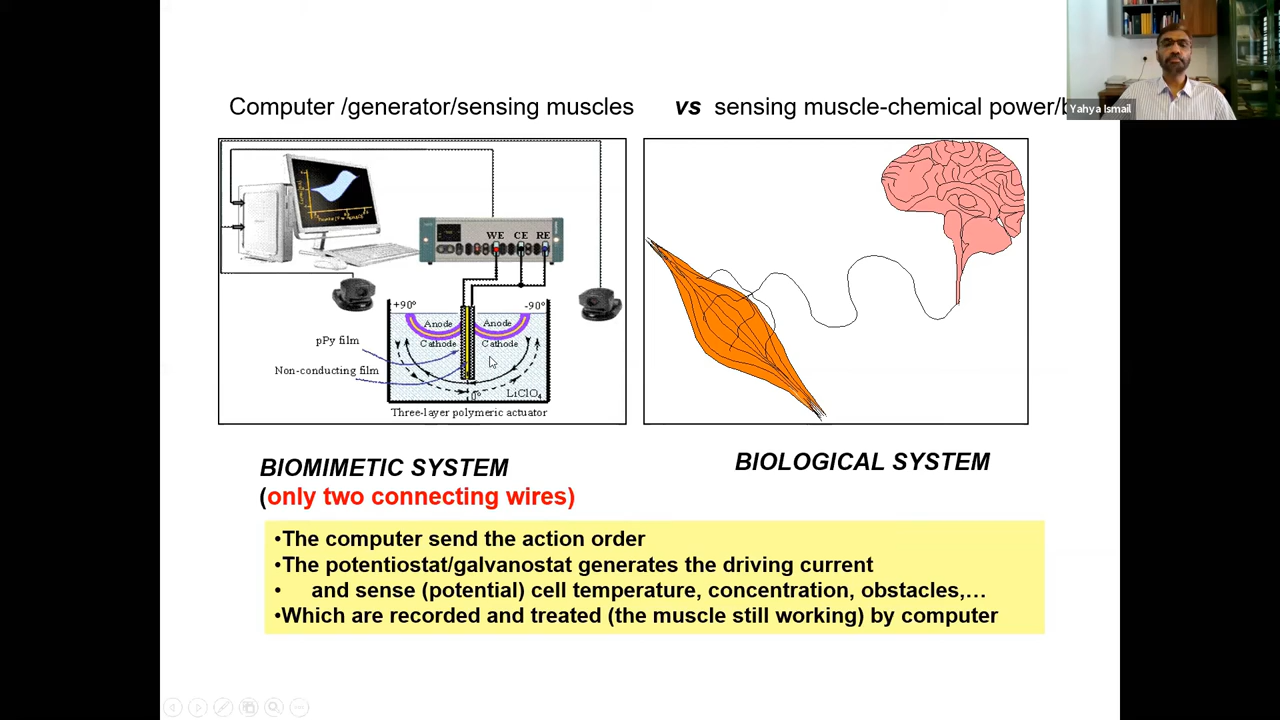 Computer /generator/sensing muscles vs sensing muscle-chemical power/
Yahya Ismail
WE CE RE
+90° -90°
Anode Anode
Cathode Cathode
pPy film
Non-conducting film
0° LiClO4
Three-layer polymeric actuator
BIOMIMETIC SYSTEM
(only two connecting wires)
BIOLOGICAL SYSTEM
•The computer send the action order
•The potentiostat/galvanostat generates the driving current
• and sense (potential) cell temperature, concentration, obstacles,…
•Which are recorded and treated (the muscle still working) by computer